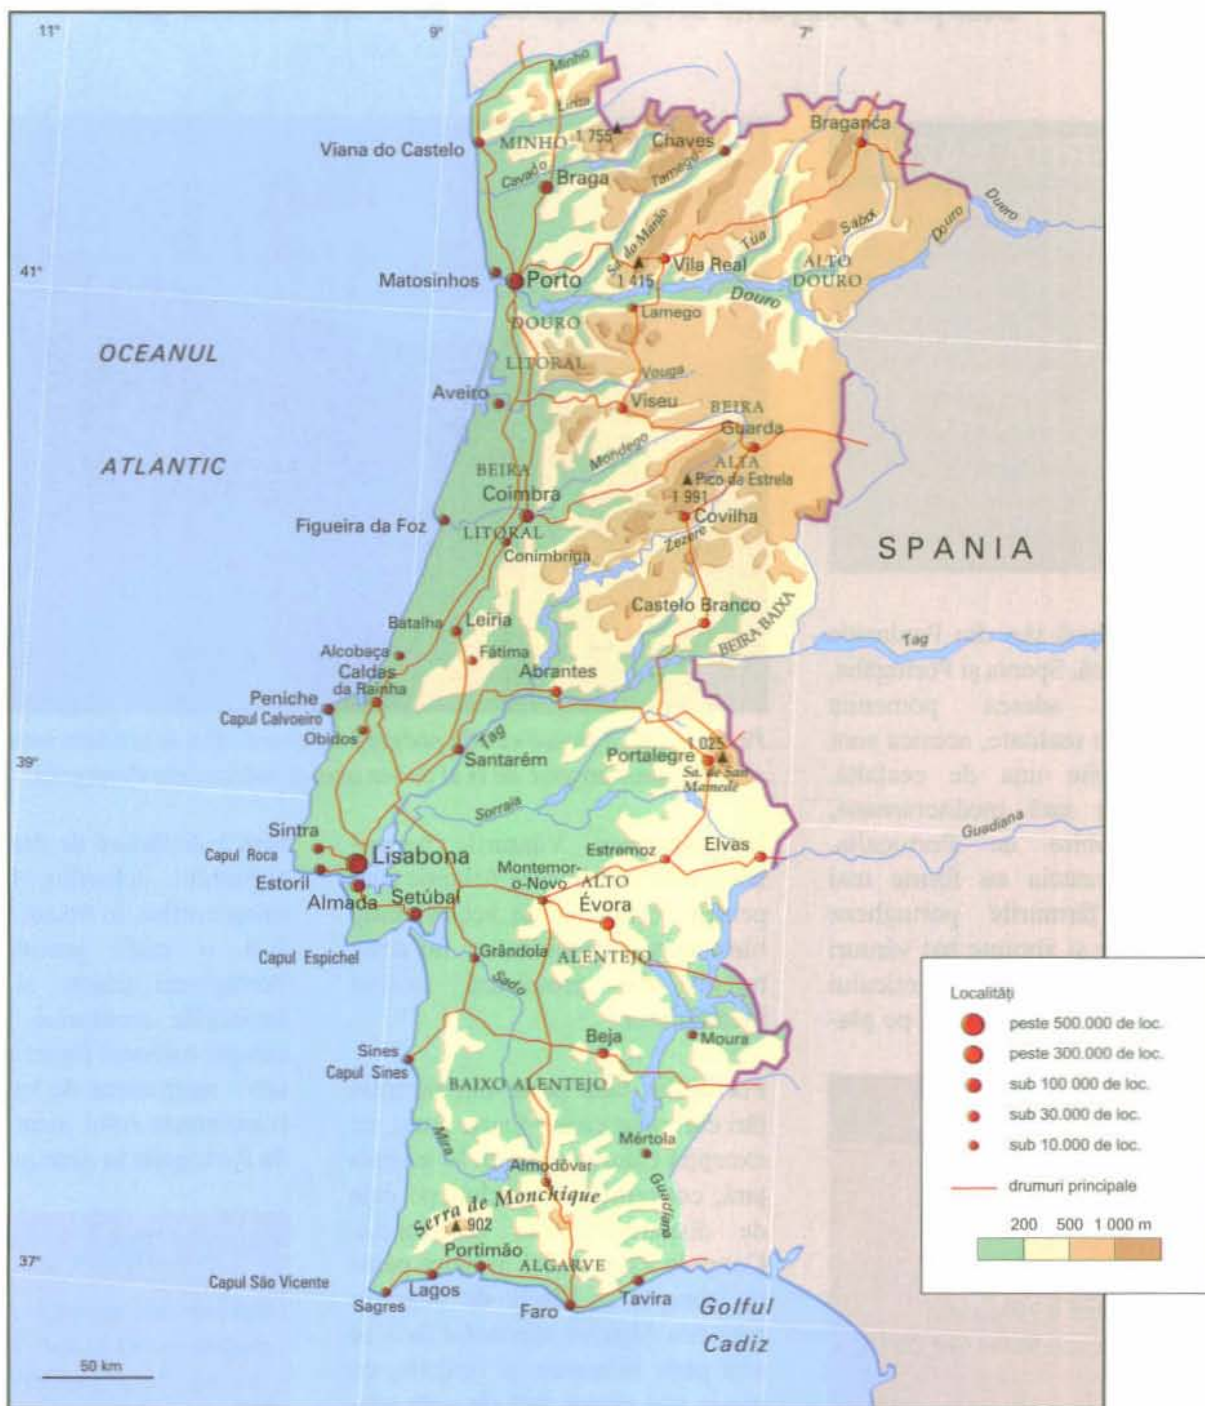 11°
9°
7°
Minho
Lima
1 755
MINHO
Chaves
Bragança
Viana do Castelo
Cavado
Braga
Tamega
Duero
Douro
Sabor
Sa. do Marão
Tua
41°
Matosinhos
Porto
1 415
Vila Real
ALTO
DOURO
Douro
Lamego
DOURO
LITORAL
OCEANUL
ATLANTIC
Vouga
Aveiro
Viseu
BEIRA
Guarda
ALTA
Mondego
BEIRA
Pico da Estrela
1 991
Coimbra
Figueira da Foz
LITORAL
Covilha
Conimbriga
Zezere
SPANIA
Castelo Branco
BEIRA BAIXA
Batalha
Leiria
Tag
Alcobaça
Fátima
Caldas
da Rainha
Abrantes
Peniche
Capul Calvoeiro
Obidos
Tag
Santarém
1 025
Portalegre
Sa. de San
Mamede
39°
Sorraia
Guadiana
Sintra
Capul Roca
Lisabona
Estremoz
Elvas
Estoril
Montemor-
o-Novo
ALTO
Almada
Setúbal
Évora
Capul Espichel
Grândola
ALENTEJO
Sado
Sines
Capul Sines
Beja
Moura
BAIXO ALENTEJO
Mira
Mértola
Almodôvar
Guadiana
Serra de Monchique
902
Portimão
ALGARVE
37°
Capul São Vicente
Lagos
Sagres
Faro
Tavira
Golful
Cadiz
50 km
Localități
peste 500.000 de loc.
peste 300.000 de loc.
sub 100 000 de loc.
sub 30.000 de loc.
sub 10.000 de loc.
drumuri principale
200 500 1 000 m